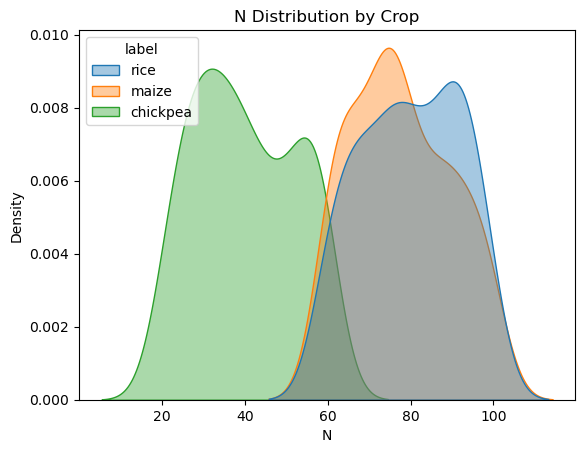 N Distribution by Crop
label
rice
maize
chickpea
Density
0.010
0.008
0.006
0.004
0.002
0.000
20 40 60 80 100
N